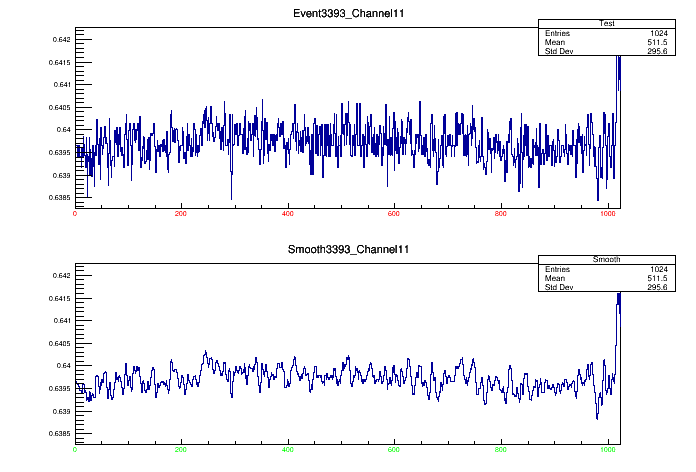 Event3393_Channel11
Test
Entries 1024
Mean 511.5
Std Dev 295.6
0.642
0.6415
0.641
0.6405
0.64
0.6395
0.639
0.6385
0 200 400 600 800 1000
Smooth3393_Channel11
Smooth
Entries 1024
Mean 511.5
Std Dev 295.6
0.642
0.6415
0.641
0.6405
0.64
0.6395
0.639
0.6385
0 200 400 600 800 1000